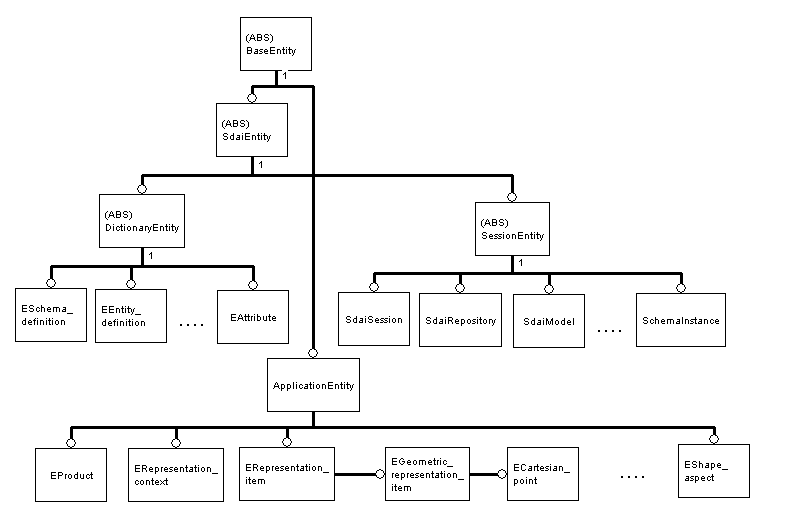 (ABS)
BaseEntity
1
(ABS)
SdaiEntity
1
(ABS)
DictionaryEntity
1
(ABS)
SessionEntity
1
ESchema_
definition
EEntity_
definition
....
EAttribute
SdaiSession
SdaiRepository
SdaiModel
....
SchemaInstance
ApplicationEntity
EProduct
ERepresentation_
context
ERepresentation_
item
EGeometric_
representation_
item
ECartesian_
point
....
EShape_
aspect